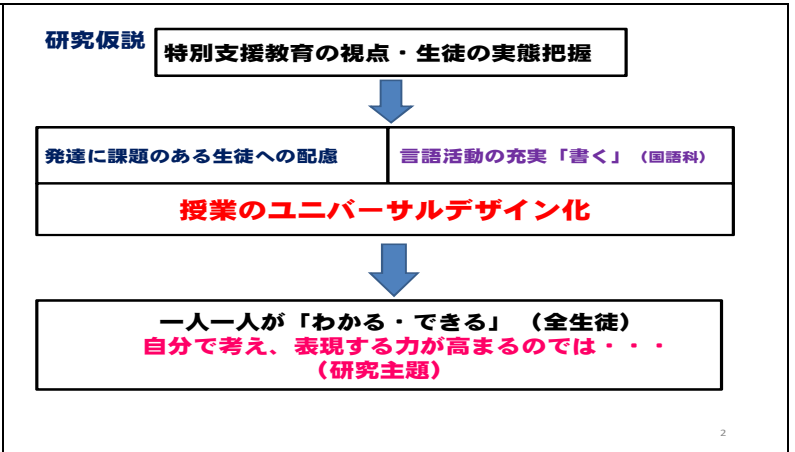 研究仮説
特別支援教育の視点・生徒の実態把握
発達に課題のある生徒への配慮
言語活動の充実「書く」（国語科）
授業のユニバーサルデザイン化
一人一人が「わかる・できる」（全生徒）
自分で考え、表現する力が高まるのでは・・・
（研究主題）
2